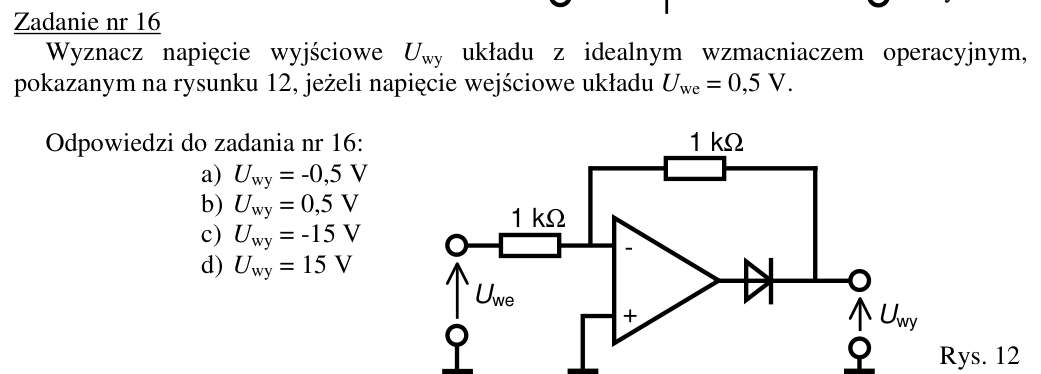 Zadanie nr 16
Wyznacz napięcie wyjściowe Uwy układu z idealnym wzmacniaczem operacyjnym,
pokazanym na rysunku 12, jeżeli napięcie wejściowe układu Uwe = 0,5 V.
Odpowiedzi do zadania nr 16:
a) Uwy = -0,5 V
b) Uwy = 0,5 V
c) Uwy = -15 V
d) Uwy = 15 V
1 kΩ
1 kΩ
-
+
Uwe
Uwy
Rys. 12